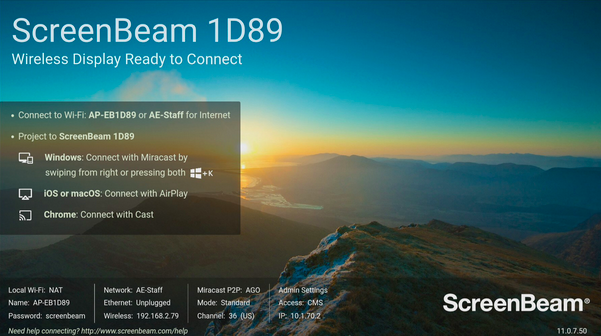 ScreenBeam 1D89
Wireless Display Ready to Connect
• Connect to Wi-Fi: AP-EB1D89 or AE-Staff for Internet
• Project to ScreenBeam 1D89
Windows: Connect with Miracast by
swiping from right or pressing both +K
iOS or macOS: Connect with AirPlay
Chrome: Connect with Cast
Local Wi-Fi: NAT
Name: AP-EB1D89
Password: screenbeam
Network: AE-Staff
Ethernet: Unplugged
Wireless: 192.168.2.79
Miracast P2P: AGO
Mode: Standard
Channel: 36 (US)
Admin Settings
Access: CMS
IP: 10.1.70.2
ScreenBeam®
Need help connecting? http://www.screenbeam.com/help
11.0.7.50